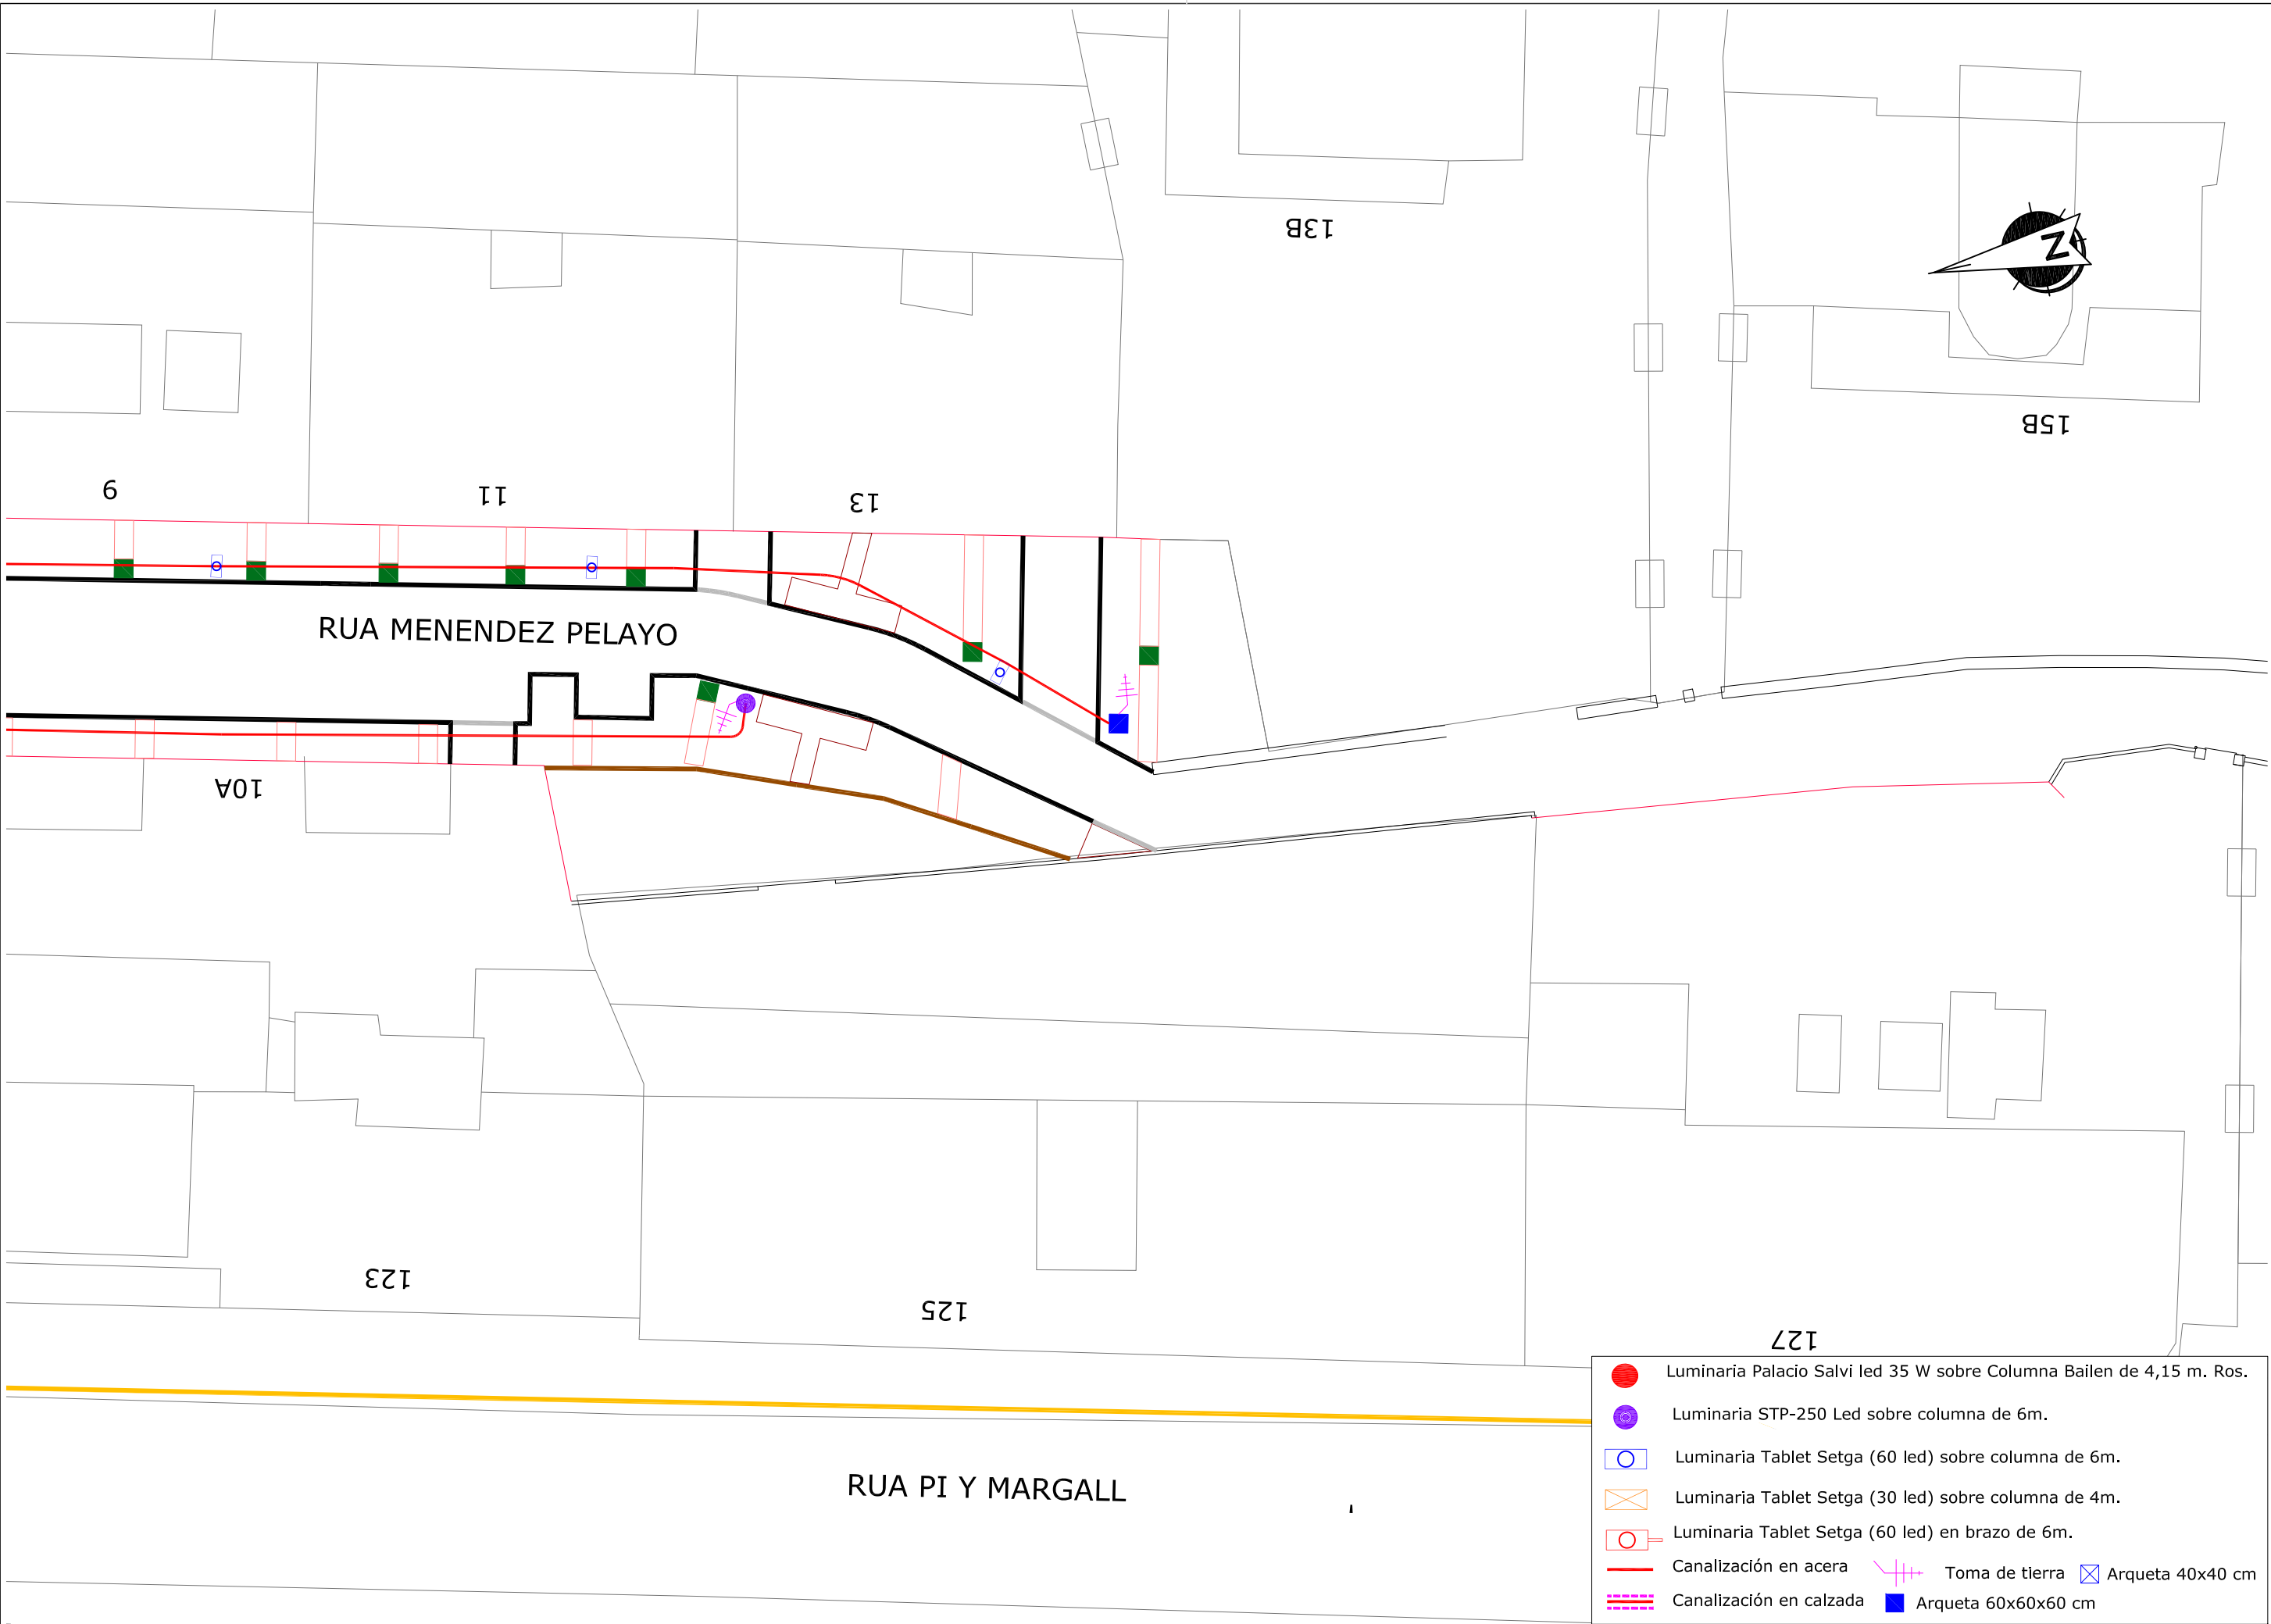 13B
N
15B
9
11
13
RUA MENENDEZ PELAYO
10A
123
125
127
RUA PI Y MARGALL
Luminaria Palacio Salvi led 35 W sobre Columna Bailen de 4,15 m. Ros.
Luminaria STP-250 Led sobre columna de 6m.
Luminaria Tablet Setga (60 led) sobre columna de 6m.
Luminaria Tablet Setga (30 led) sobre columna de 4m.
Luminaria Tablet Setga (60 led) en brazo de 6m.
Canalización en acera Toma de tierra Arqueta 40x40 cm
Canalización en calzada Arqueta 60x60x60 cm